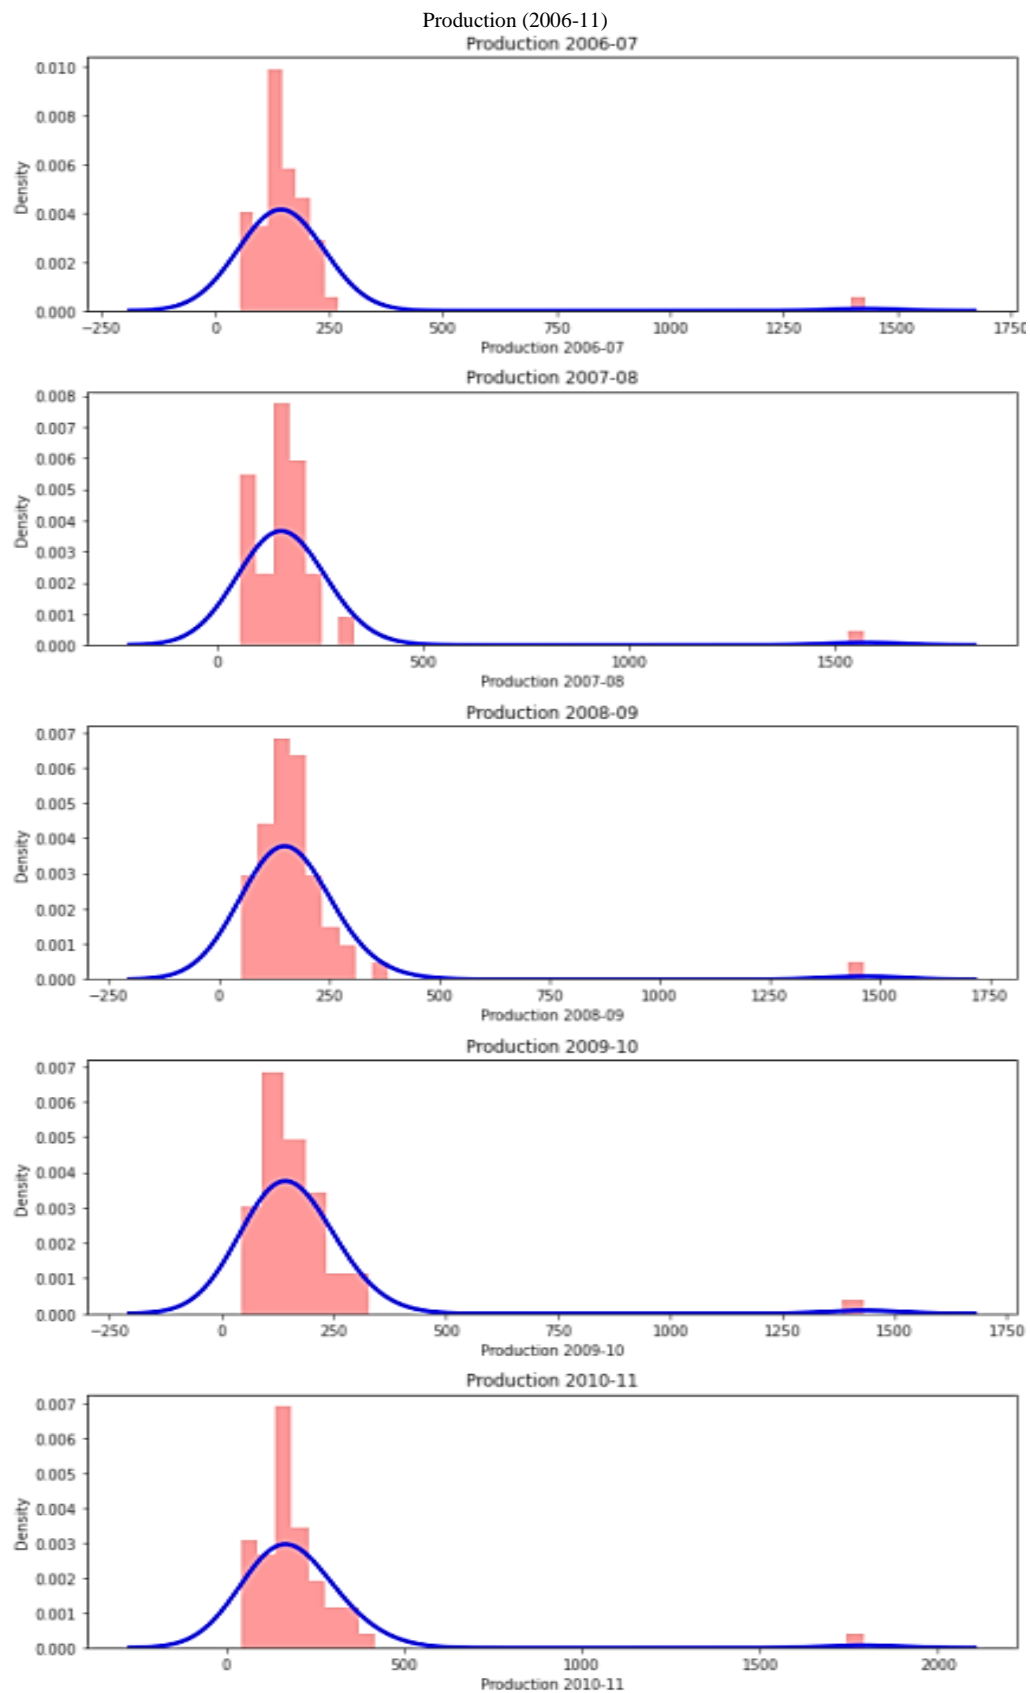 Production (2006-11)
Production 2006-07
0.010
0.008
0.006
0.004
0.002
0.000
Density
−250 0 250 500 750 1000 1250 1500 1750
Production 2006-07
Production 2007-08
0.008
0.007
0.006
0.005
0.004
0.003
0.002
0.001
0.000
Density
0 500 1000 1500
Production 2007-08
Production 2008-09
0.007
0.006
0.005
0.004
0.003
0.002
0.001
0.000
Density
−250 0 250 500 750 1000 1250 1500 1750
Production 2008-09
Production 2009-10
0.007
0.006
0.005
0.004
0.003
0.002
0.001
0.000
Density
−250 0 250 500 750 1000 1250 1500 1750
Production 2009-10
Production 2010-11
0.007
0.006
0.005
0.004
0.003
0.002
0.001
0.000
Density
0 500 1000 1500 2000
Production 2010-11